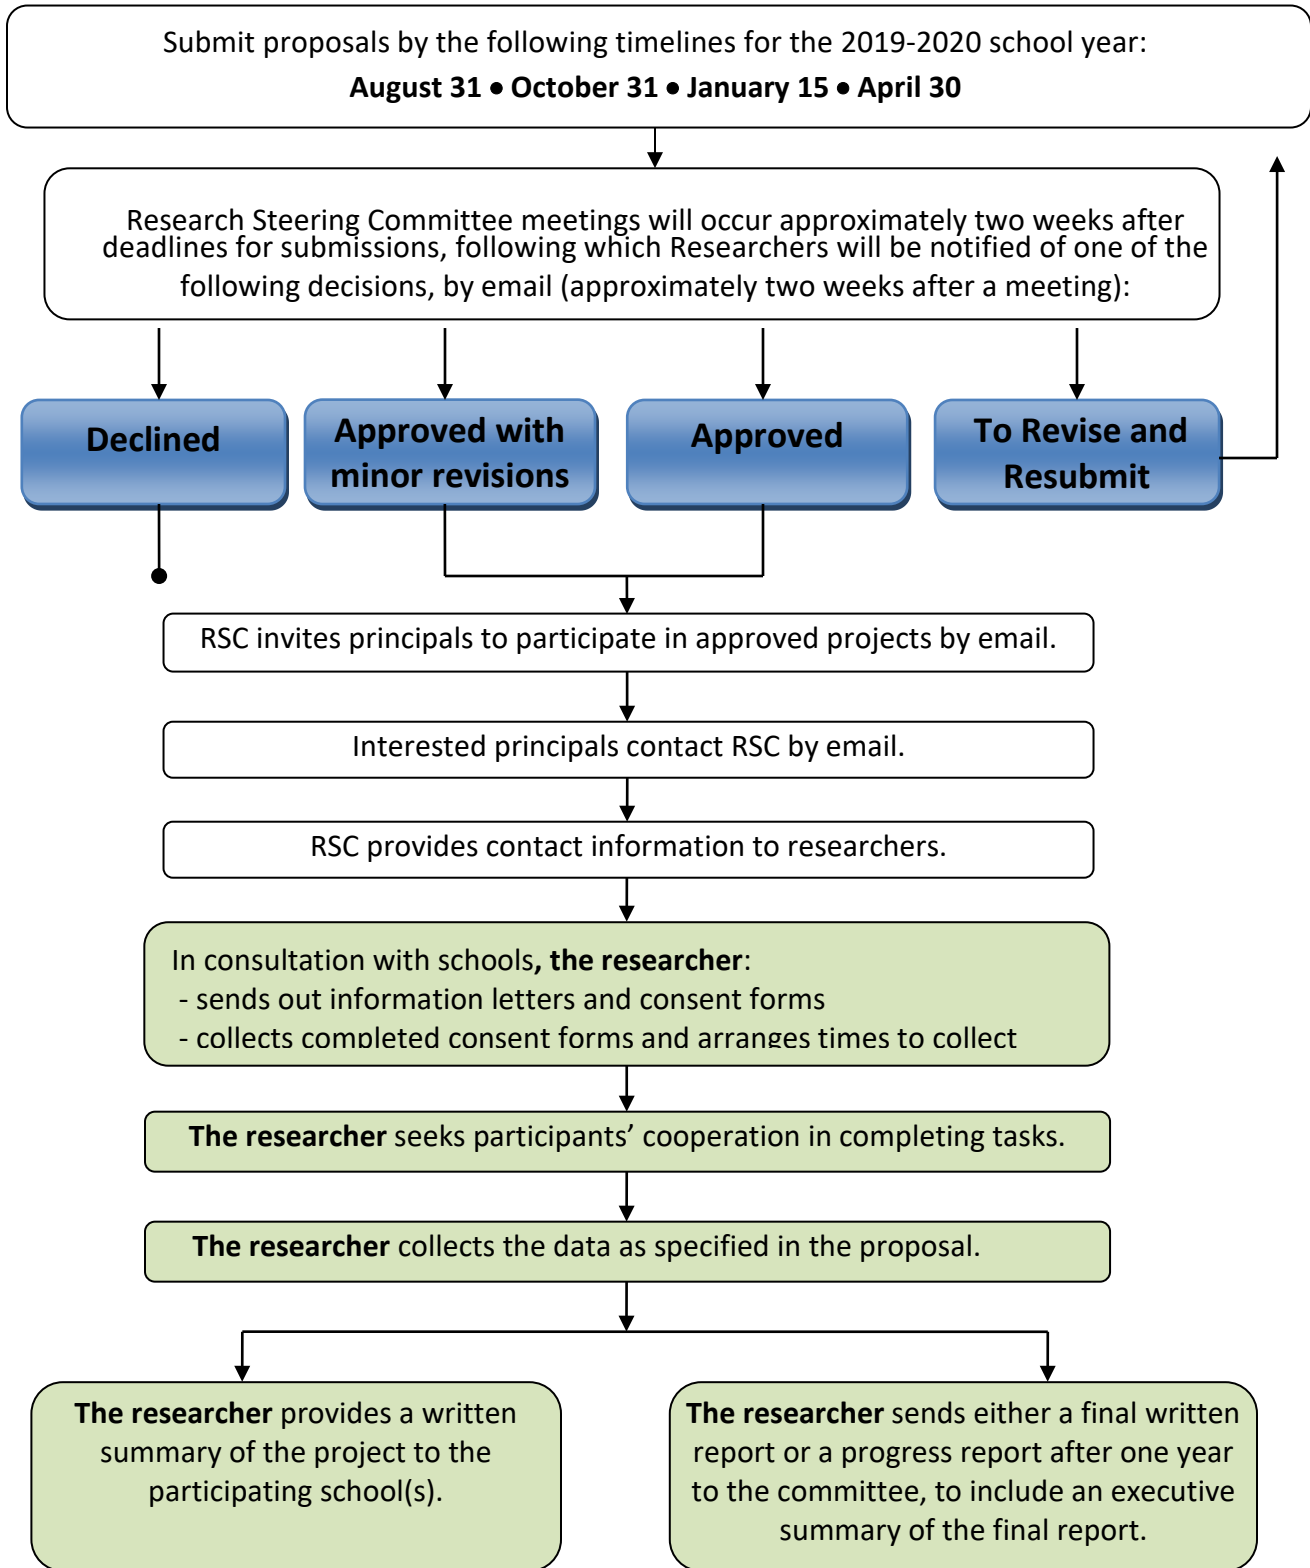 Submit proposals by the following timelines for the 2019-2020 school year:
August 31 • October 31 • January 15 • April 30
Research Steering Committee meetings will occur approximately two weeks after
deadlines for submissions, following which Researchers will be notified of one of the
following decisions, by email (approximately two weeks after a meeting):
Declined
Approved with
minor revisions
Approved
To Revise and
Resubmit
RSC invites principals to participate in approved projects by email.
Interested principals contact RSC by email.
RSC provides contact information to researchers.
In consultation with schools, the researcher:
- sends out information letters and consent forms
- collects completed consent forms and arranges times to collect
The researcher seeks participants’ cooperation in completing tasks.
The researcher collects the data as specified in the proposal.
The researcher provides a written
summary of the project to the
participating school(s).
The researcher sends either a final written
report or a progress report after one year
to the committee, to include an executive
summary of the final report.